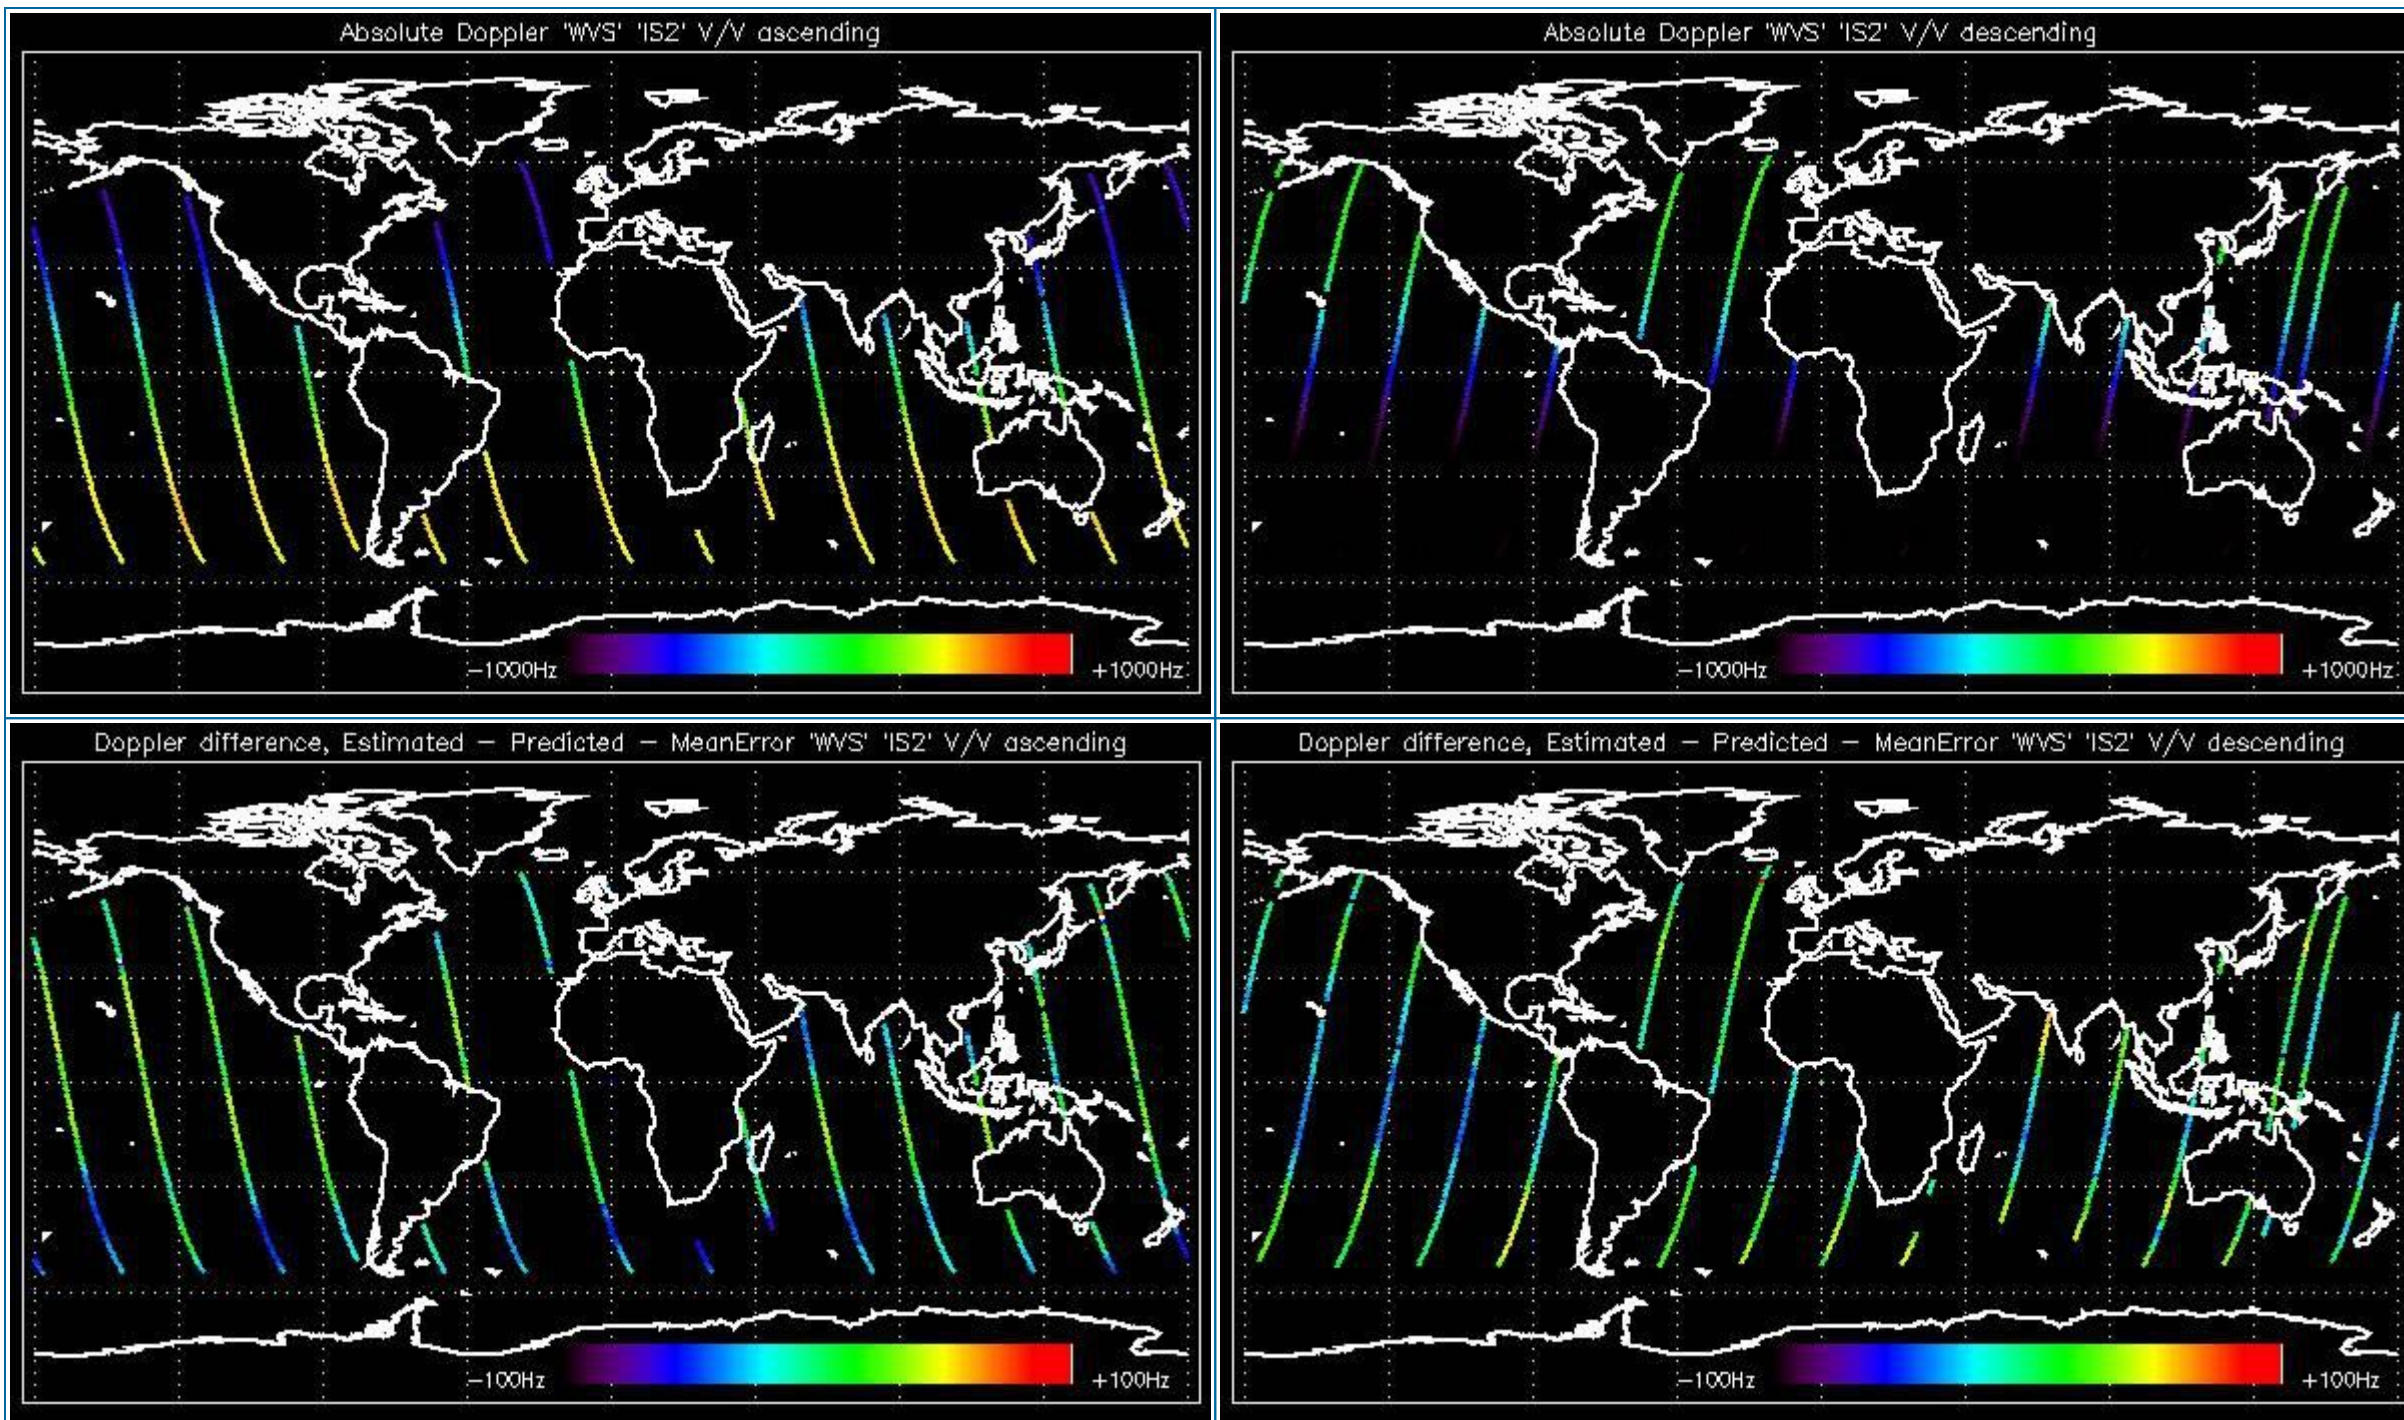 Absolute Doppler 'WVS' 'IS2' V/V ascending
−1000Hz
+1000Hz
Absolute Doppler 'WVS' 'IS2' V/V descending
−1000Hz
+1000Hz
Doppler difference, Estimated − Predicted − MeanError 'WVS' 'IS2' V/V ascending
−100Hz
+100Hz
Doppler difference, Estimated − Predicted − MeanError 'WVS' 'IS2' V/V descending
−100Hz
+100Hz